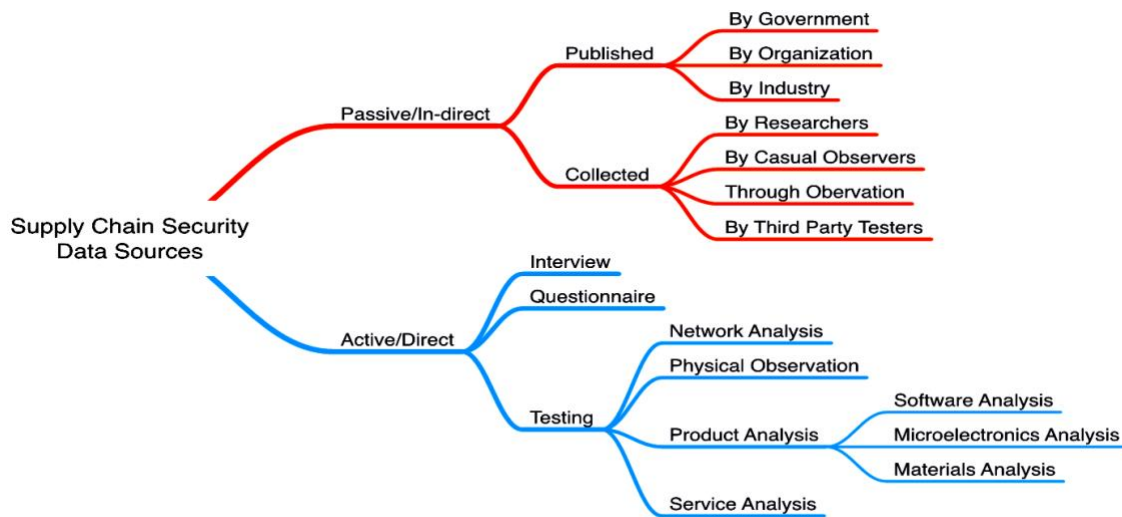 Supply Chain Security
Data Sources
Passive/In-direct
Published
By Government
By Organization
By Industry
Collected
By Researchers
By Casual Observers
Through Obervation
By Third Party Testers
Active/Direct
Interview
Questionnaire
Testing
Network Analysis
Physical Observation
Product Analysis
Software Analysis
Microelectronics Analysis
Materials Analysis
Service Analysis